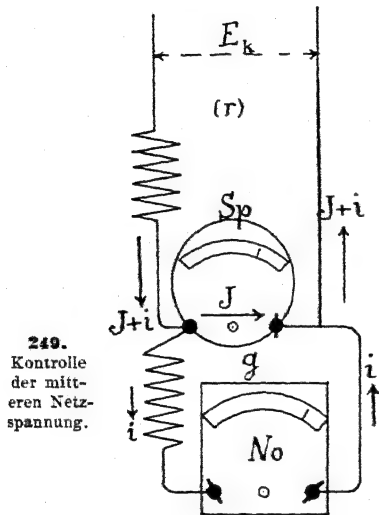 E_k
(r)
Sp
J+i
J
J+i
g
i
i
No
249.
Kontrolle
der mitt-
eren Netz-
spannung.